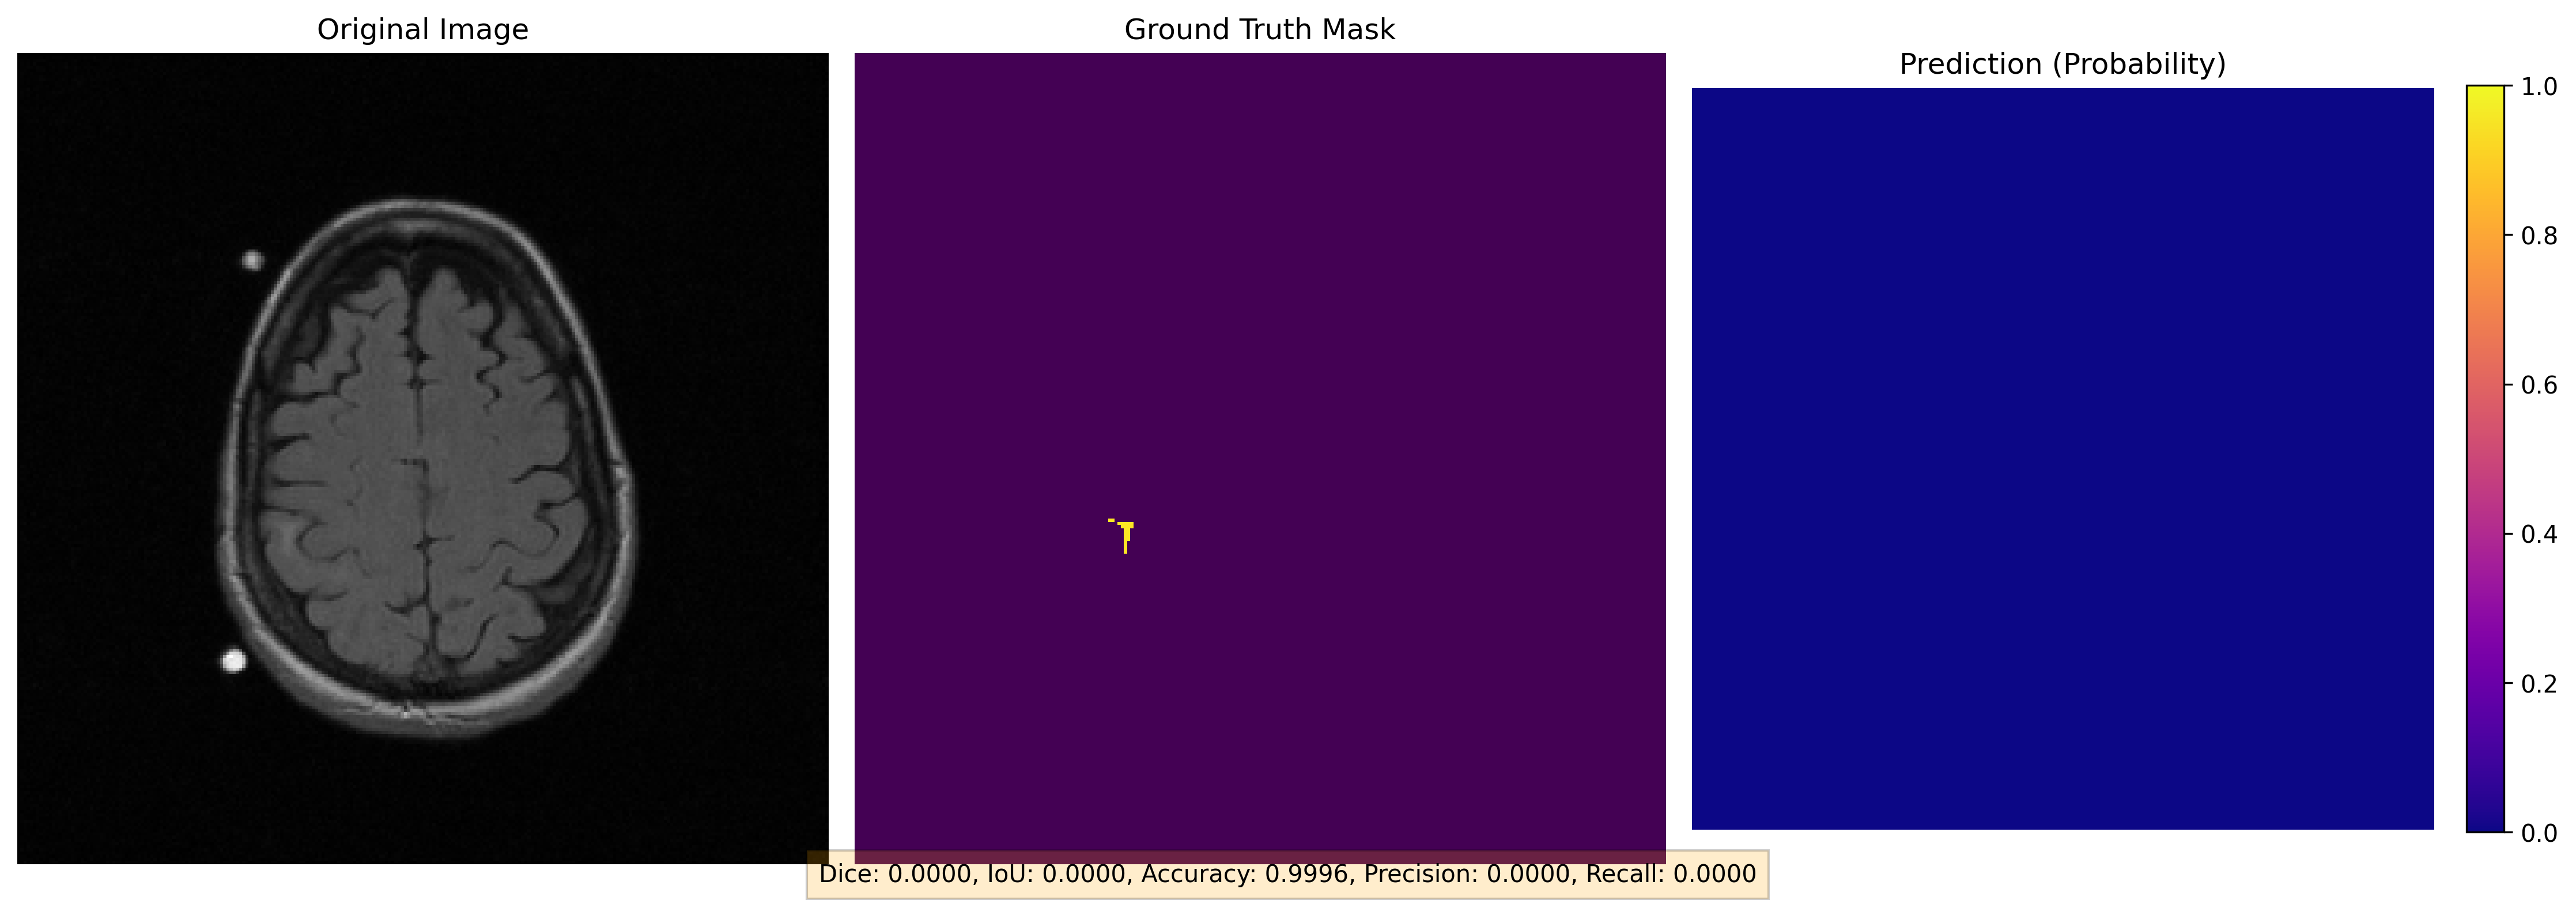 Original Image
Ground Truth Mask
Prediction (Probability)
1.0
0.8
0.6
0.4
0.2
0.0
Dice: 0.0000, IoU: 0.0000, Accuracy: 0.9996, Precision: 0.0000, Recall: 0.0000